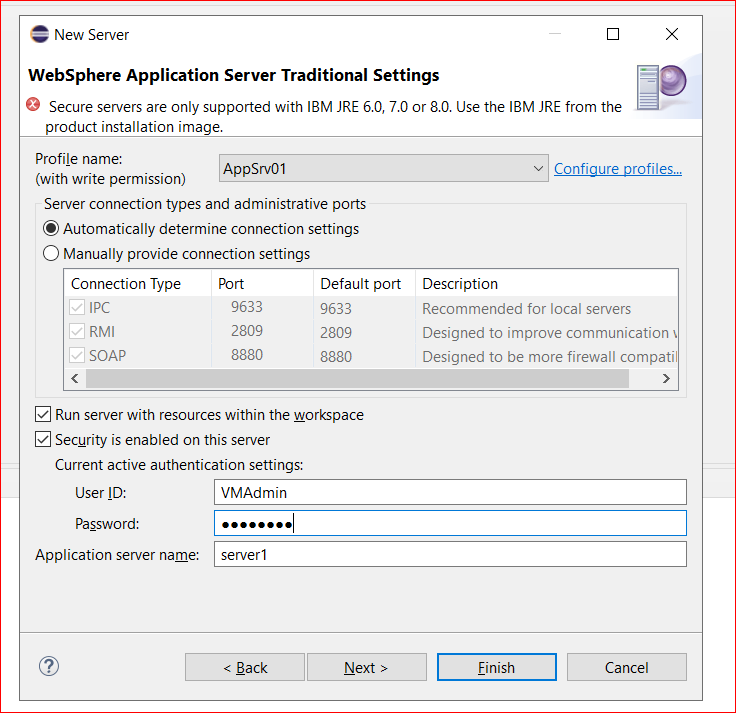 New Server
WebSphere Application Server Traditional Settings
Secure servers are only supported with IBM JRE 6.0, 7.0 or 8.0. Use the IBM JRE from the
product installation image.
Profile name:
(with write permission)
AppSrv01
Configure profiles...
Server connection types and administrative ports
Automatically determine connection settings
Manually provide connection settings
Connection Type Port Default port Description
IPC 9633 9633 Recommended for local servers
RMI 2809 2809 Designed to improve communication w
SOAP 8880 8880 Designed to be more firewall compatil
Run server with resources within the workspace
Security is enabled on this server
Current active authentication settings:
User ID: VMAdmin
Password: ●●●●●●●●
Application server name: server1
? < Back Next > Finish Cancel